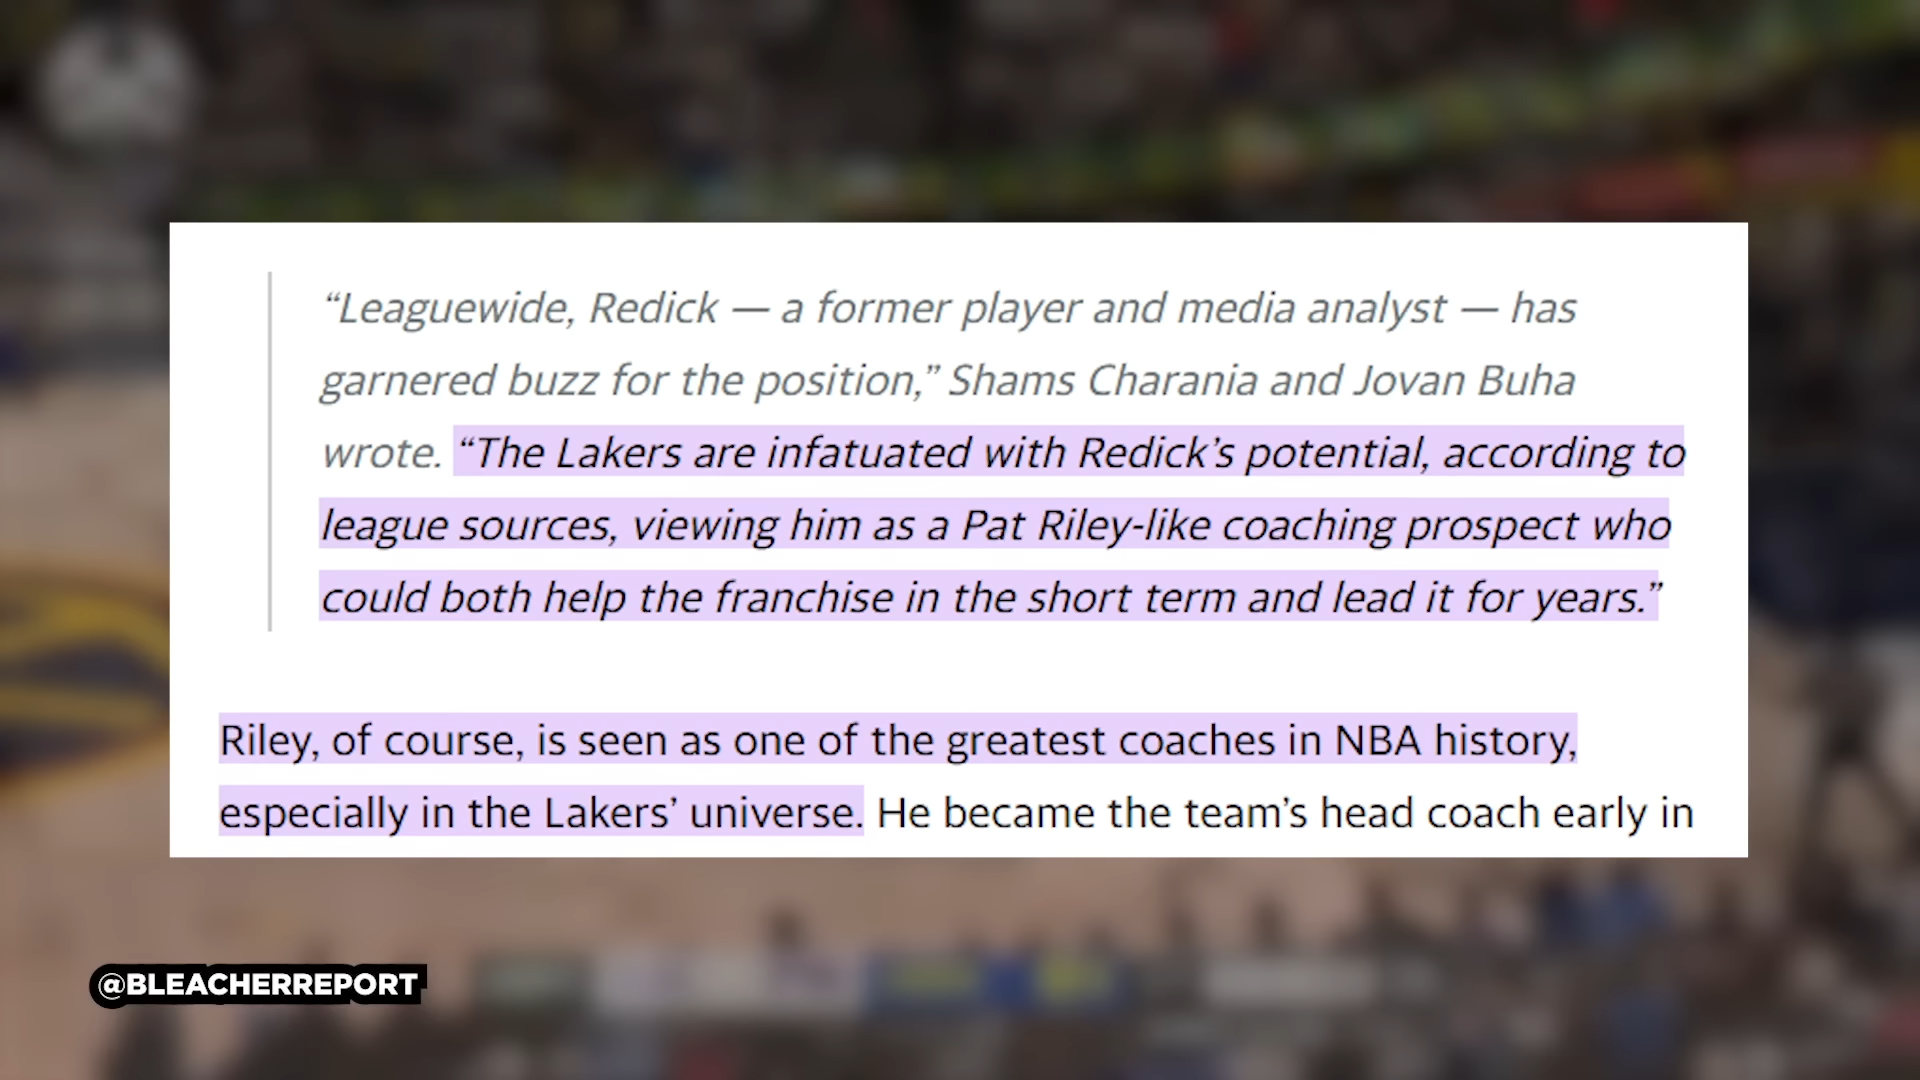 “Leaguewide, Redick — a former player and media analyst — has
garnered buzz for the position,” Shams Charania and Jovan Buha
wrote. “The Lakers are infatuated with Redick’s potential, according to
league sources, viewing him as a Pat Riley-like coaching prospect who
could both help the franchise in the short term and lead it for years.”
Riley, of course, is seen as one of the greatest coaches in NBA history,
especially in the Lakers’ universe. He became the team’s head coach early in
@BLEACHERREPORT